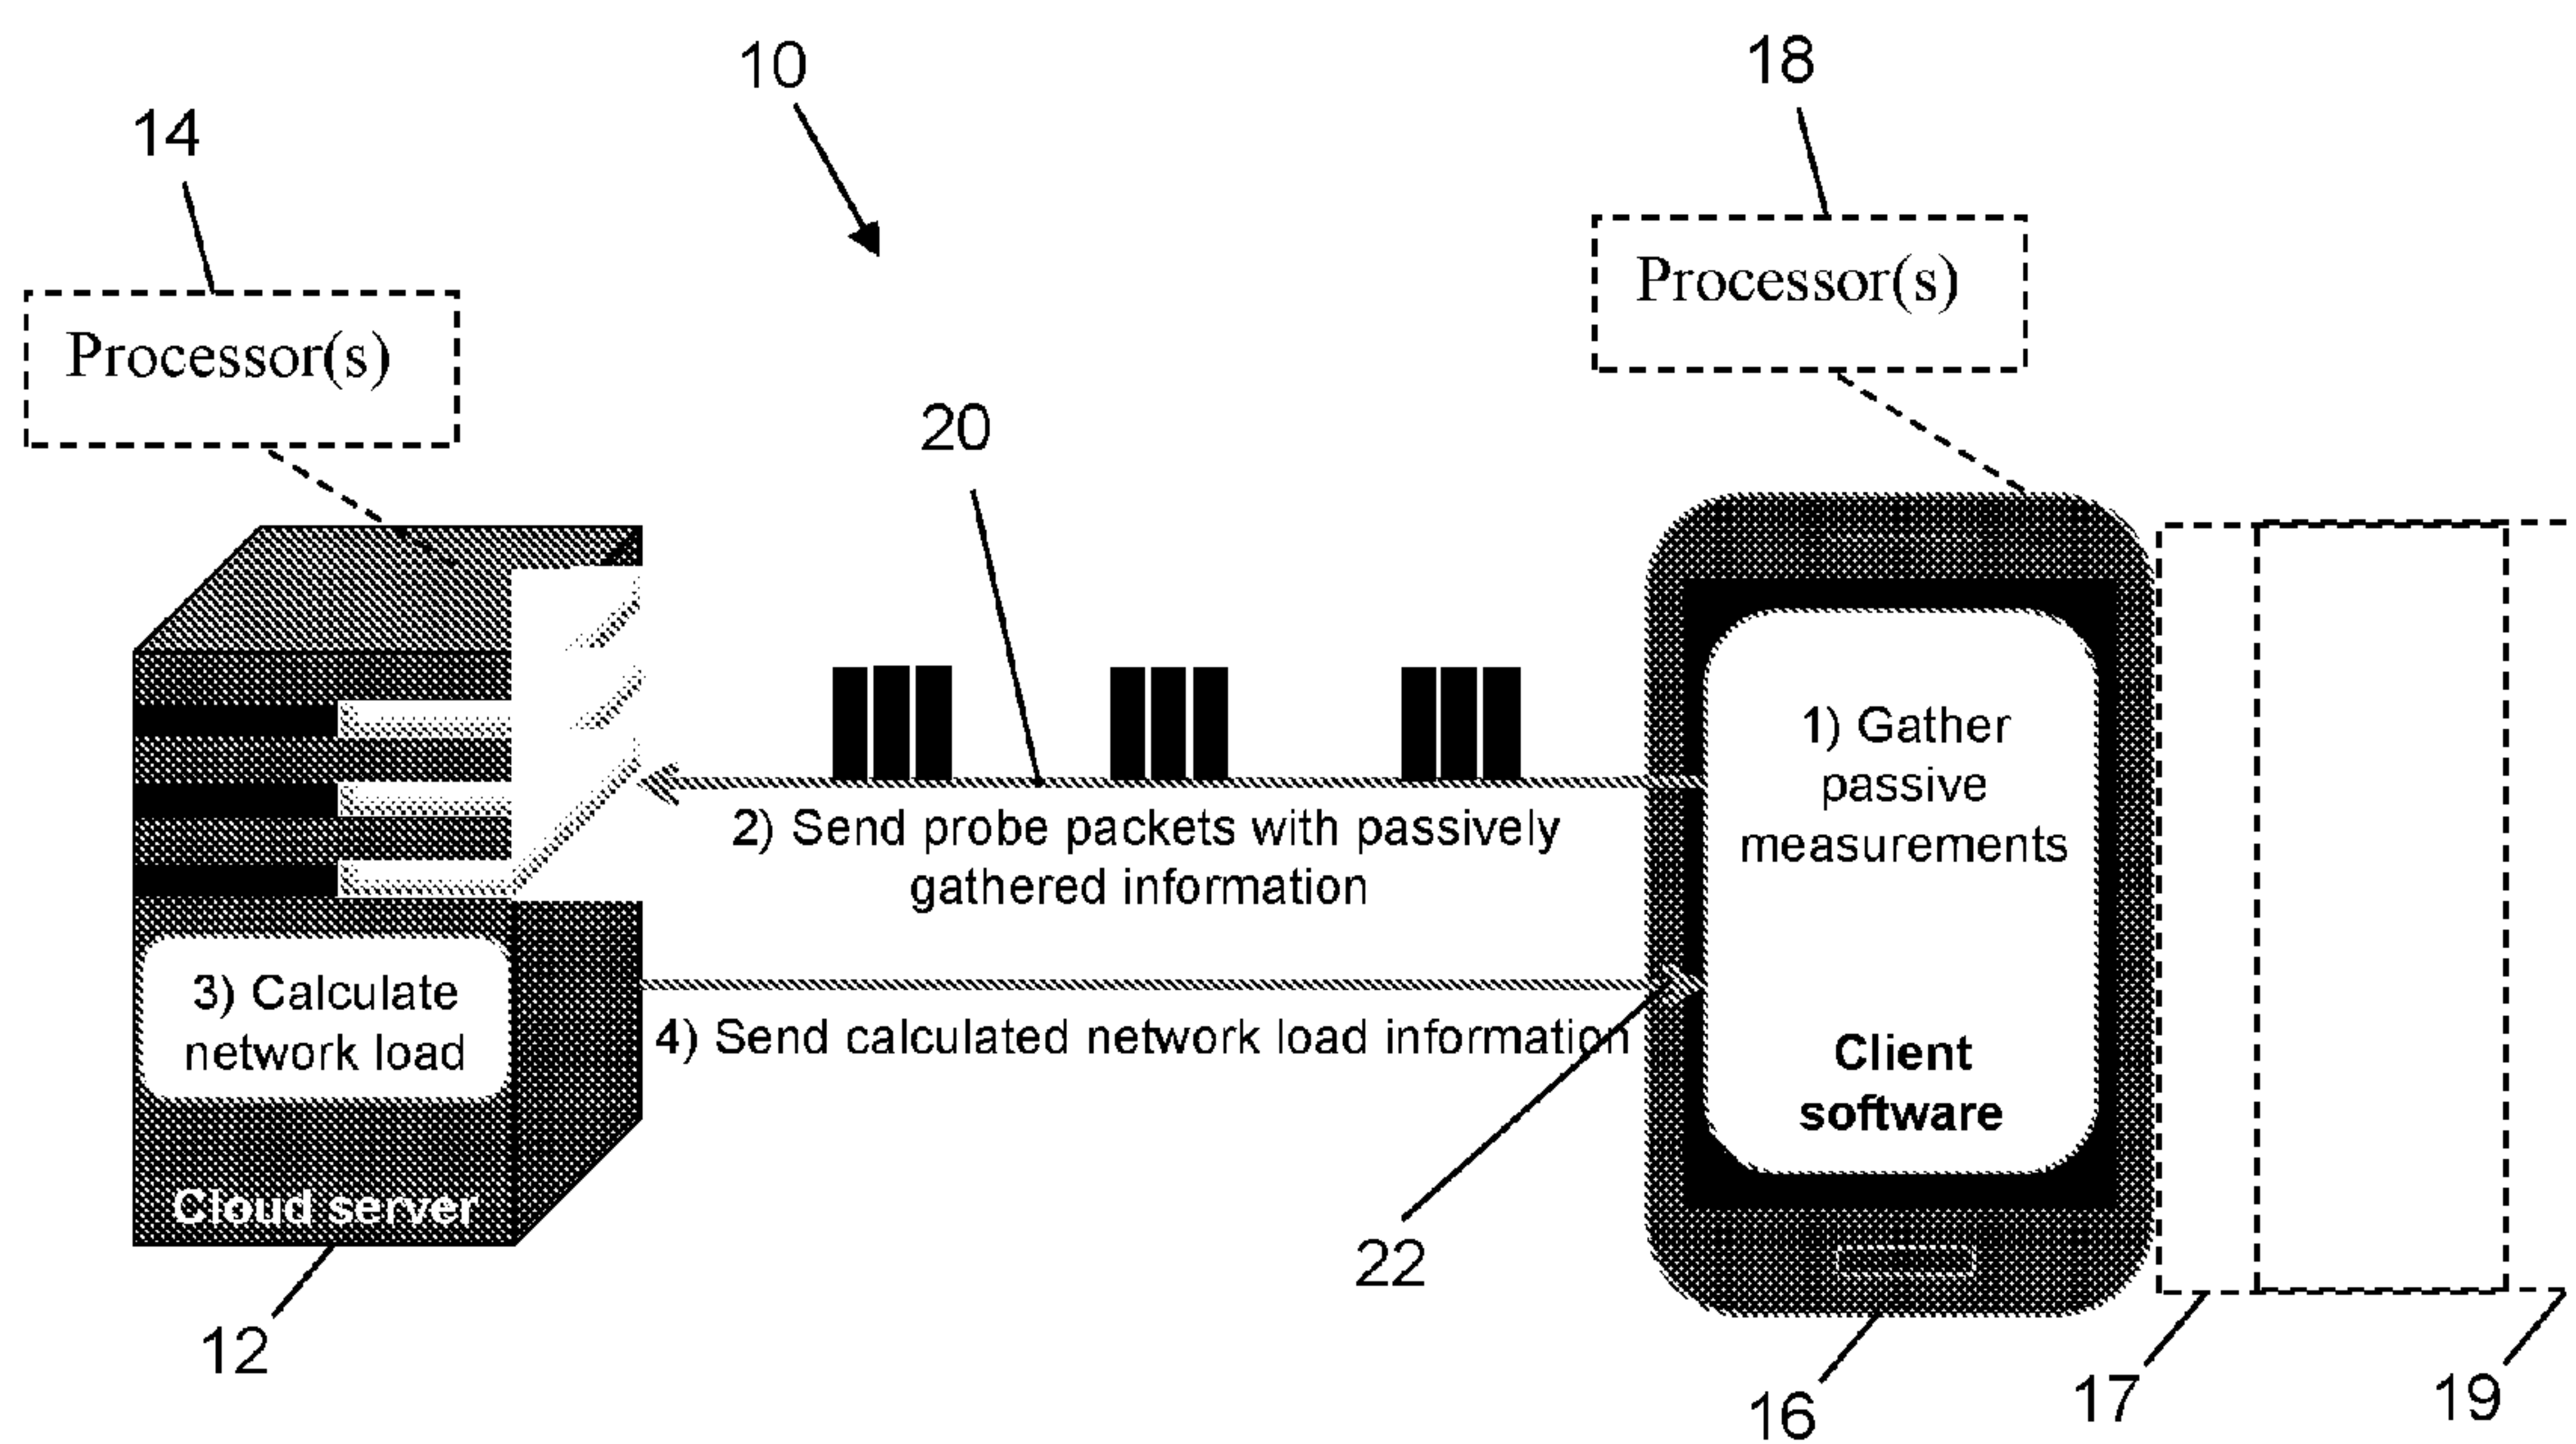 10
18
14
Processor(s)
Processor(s)
20
1) Gather
passive
measurements
2) Send probe packets with passively
gathered information
3) Calculate
network load
4) Send calculated network load information
Client
software
Cloud server
22
12
16
17
19